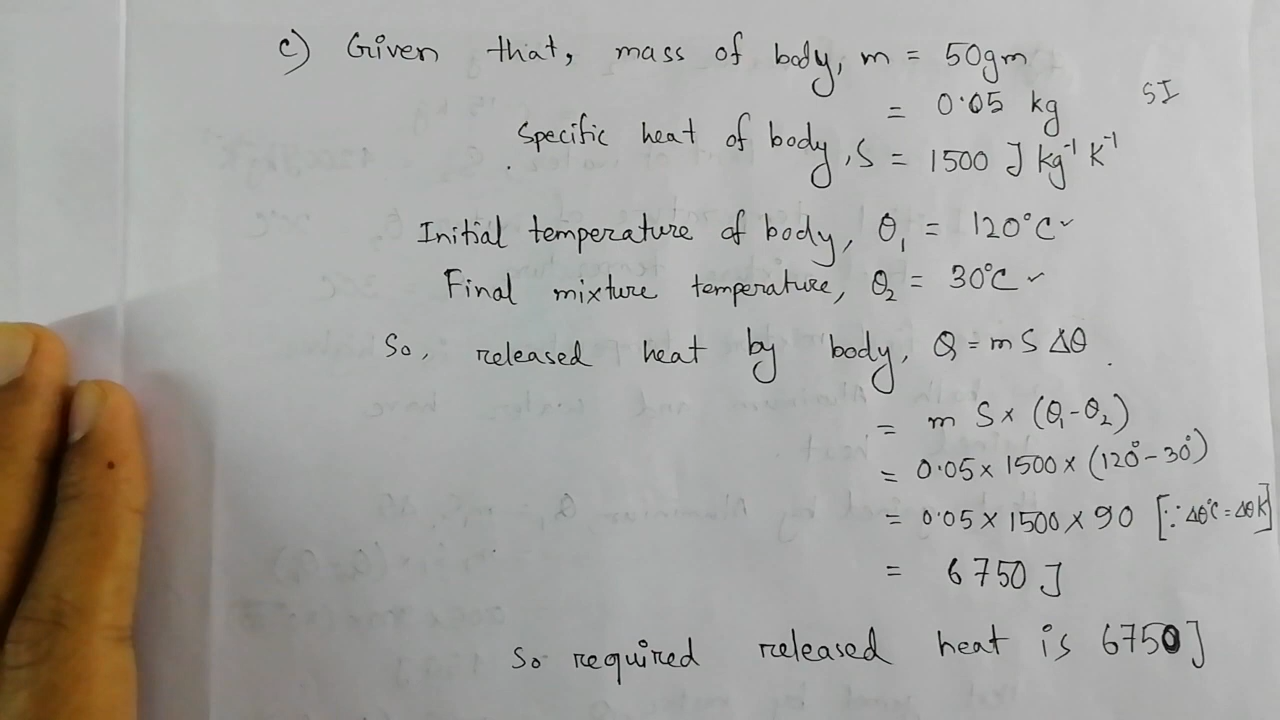 c) Given that, mass of body, m = 50gm
= 0.05 kg SI
Specific heat of body, S = 1500 J kg⁻¹ K⁻¹
Initial temperature of body, θ₁ = 120°C ✓
Final mixture temperature, θ₂ = 30°C ✓
So, released heat by body, Q = m S Δθ.
= m S × (θ₁ - θ₂)
= 0.05 × 1500 × (120° - 30°)
= 0.05 × 1500 × 90 [∵ Δθ°C = Δθ K]
= 6750 J
So required released heat is 6750 J